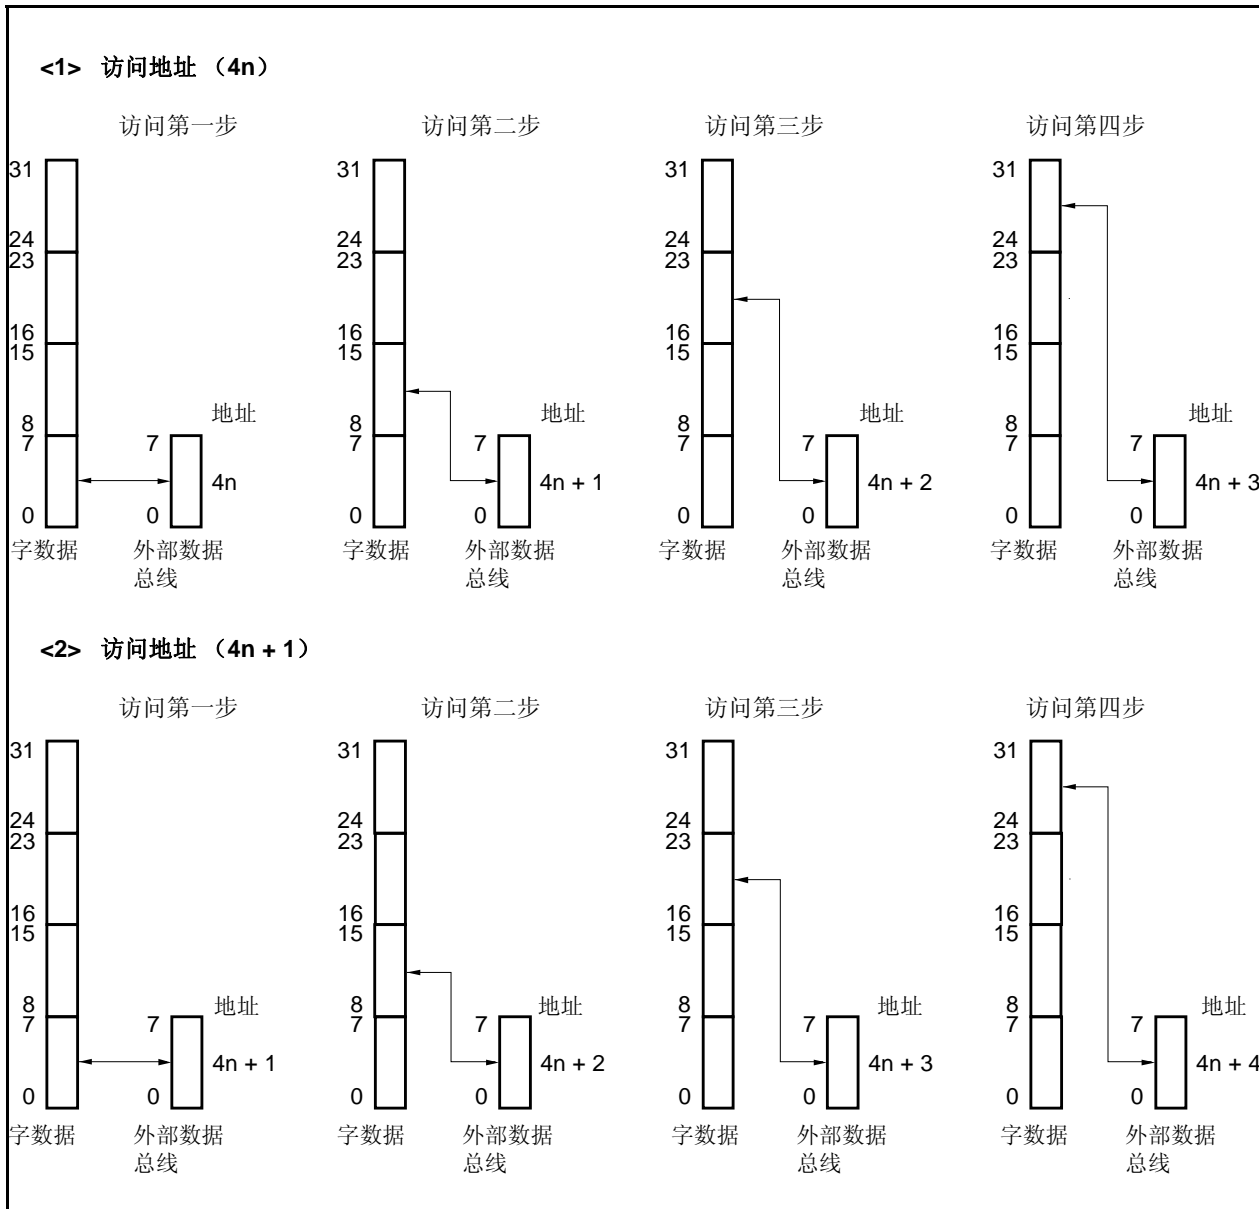 <1> 访问地址 （4n）
访问第一步 访问第二步 访问第三步 访问第四步
31 31 31 31
24 24 24 24
23 23 23 23
16 16 16 16
15 15 15 15
地址 地址 地址 地址
8 8 8 8
7 7 7 7 7 7 7 7
4n 4n + 1 4n + 2 4n + 3
0 0 0 0 0 0 0 0
字数据 外部数据 字数据 外部数据 字数据 外部数据 字数据 外部数据
总线 总线 总线 总线
<2> 访问地址 （4n + 1）
访问第一步 访问第二步 访问第三步 访问第四步
31 31 31 31
24 24 24 24
23 23 23 23
16 16 16 16
15 15 15 15
8 地址 8 地址 8 地址 8 地址
7 7 7 7 7 7 7 7
4n + 1 4n + 2 4n + 3 4n + 4
0 0 0 0 0 0 0 0
字数据 外部数据 字数据 外部数据 字数据 外部数据 字数据 外部数据
总线 总线 总线 总线